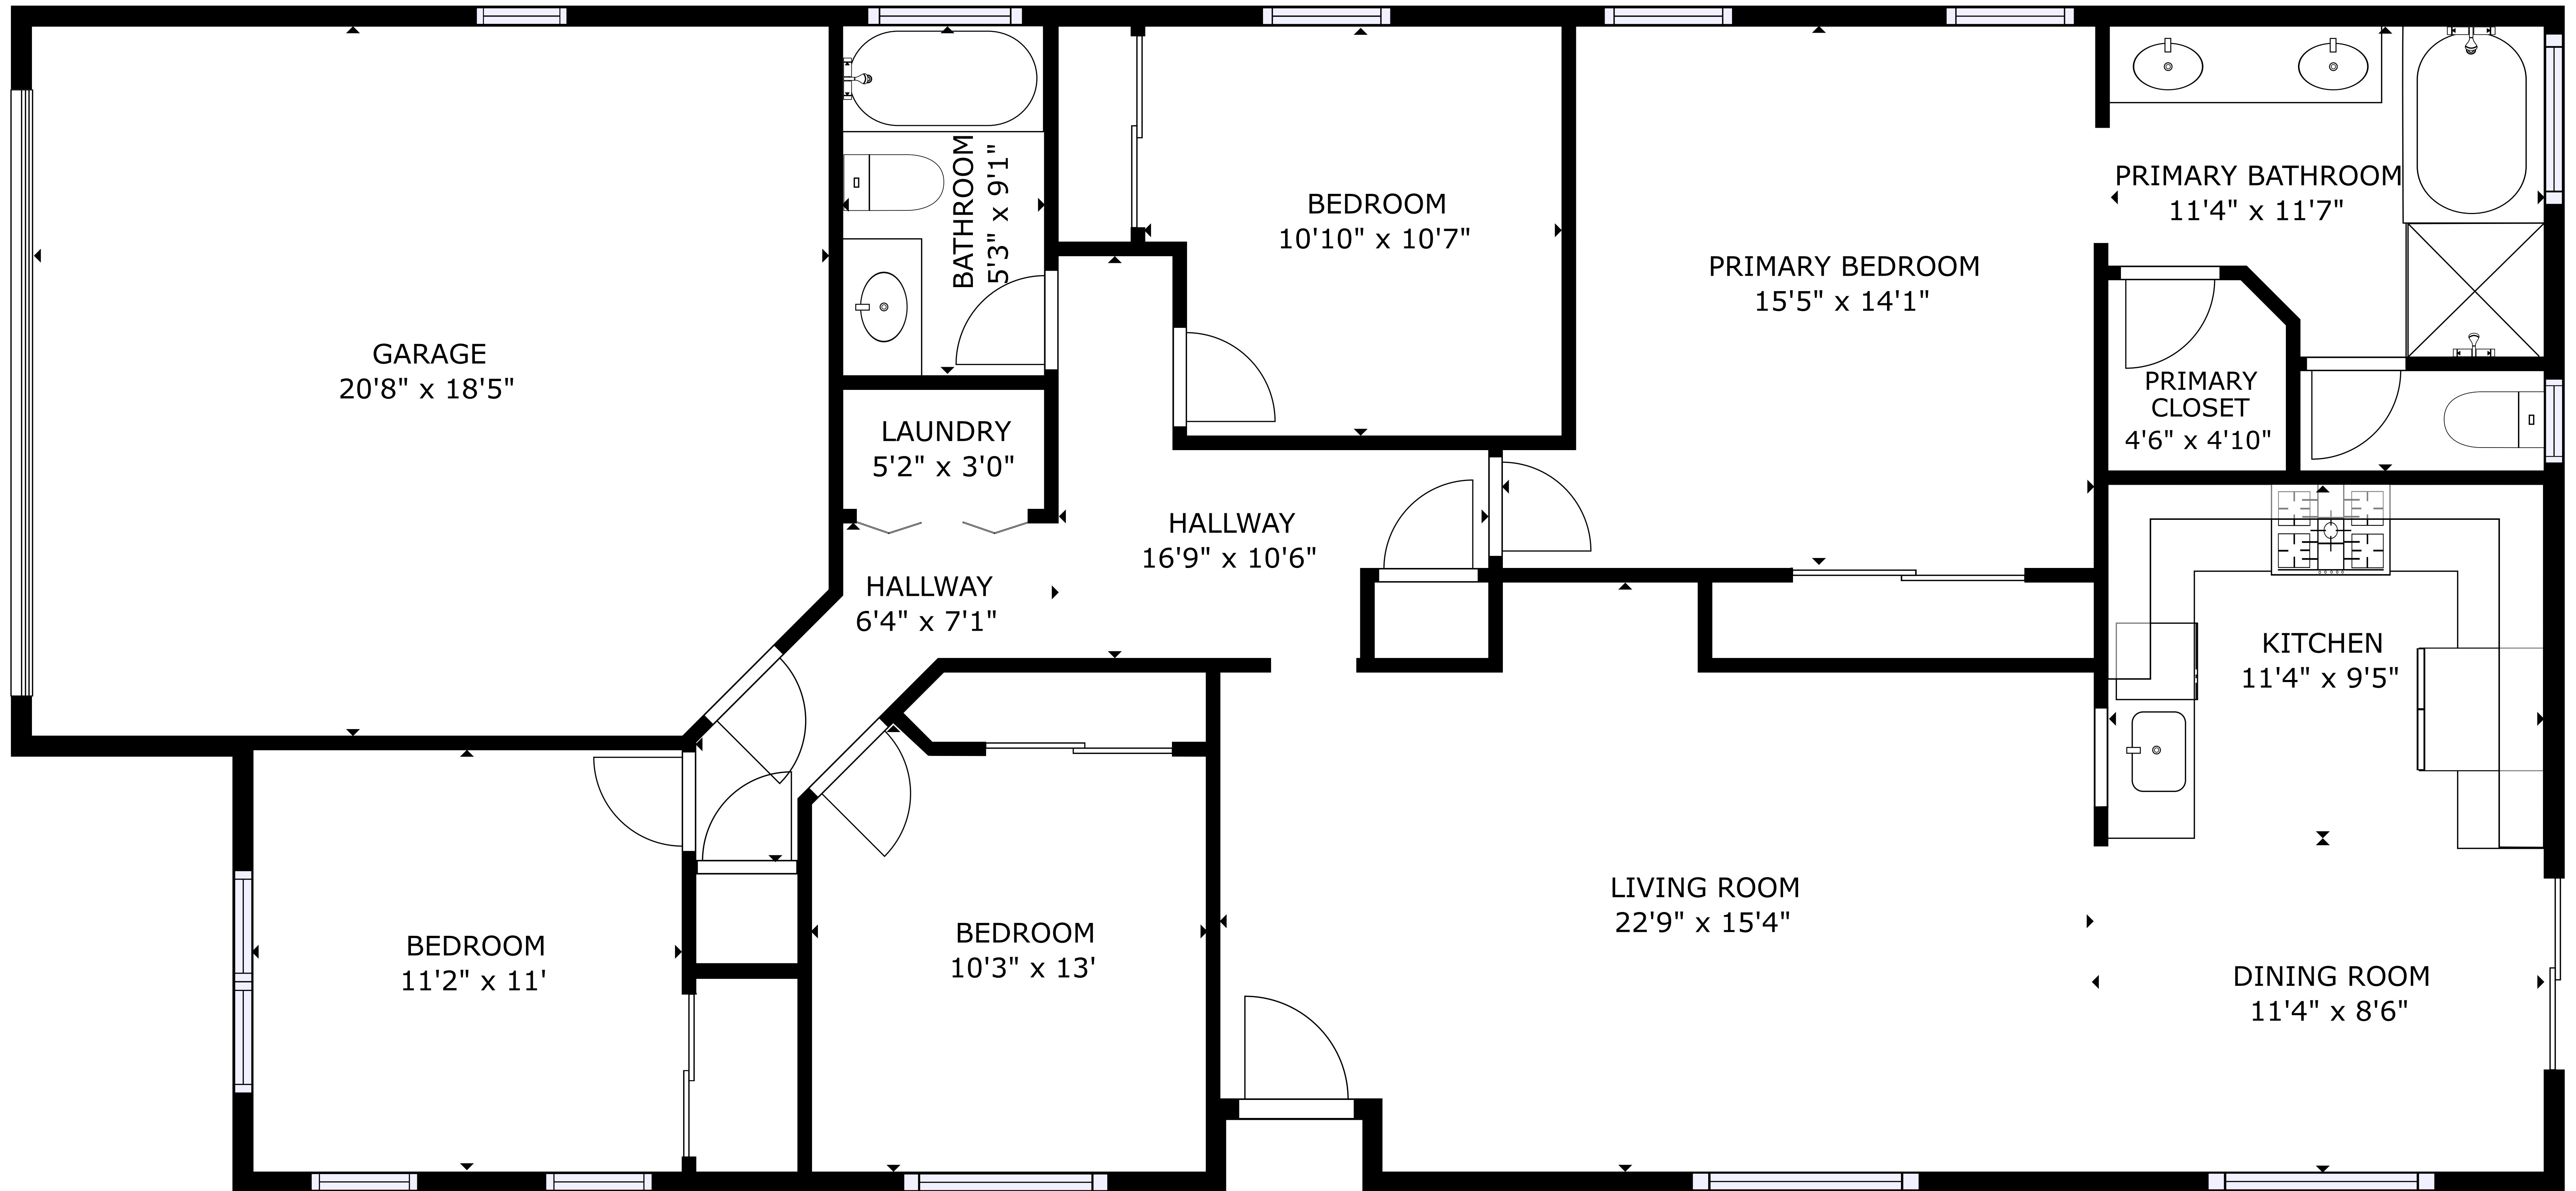 GARAGE
20'8" x 18'5"
BATHROOM
5'3" x 9'1"
BEDROOM
10'10" x 10'7"
PRIMARY BEDROOM
15'5" x 14'1"
PRIMARY BATHROOM
11'4" x 11'7"
PRIMARY
CLOSET
4'6" x 4'10"
LAUNDRY
5'2" x 3'0"
HALLWAY
16'9" x 10'6"
HALLWAY
6'4" x 7'1"
KITCHEN
11'4" x 9'5"
LIVING ROOM
22'9" x 15'4"
BEDROOM
11'2" x 11'
BEDROOM
10'3" x 13'
DINING ROOM
11'4" x 8'6"